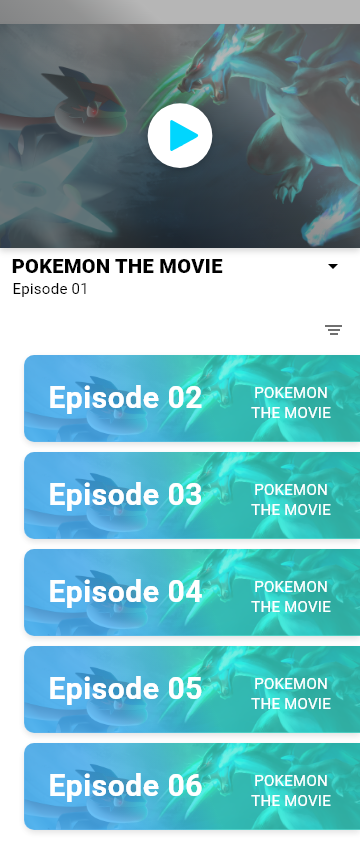 POKEMON THE MOVIE
Episode 01
Episode 02
POKEMON
THE MOVIE
Episode 03
POKEMON
THE MOVIE
Episode 04
POKEMON
THE MOVIE
Episode 05
POKEMON
THE MOVIE
Episode 06
POKEMON
THE MOVIE